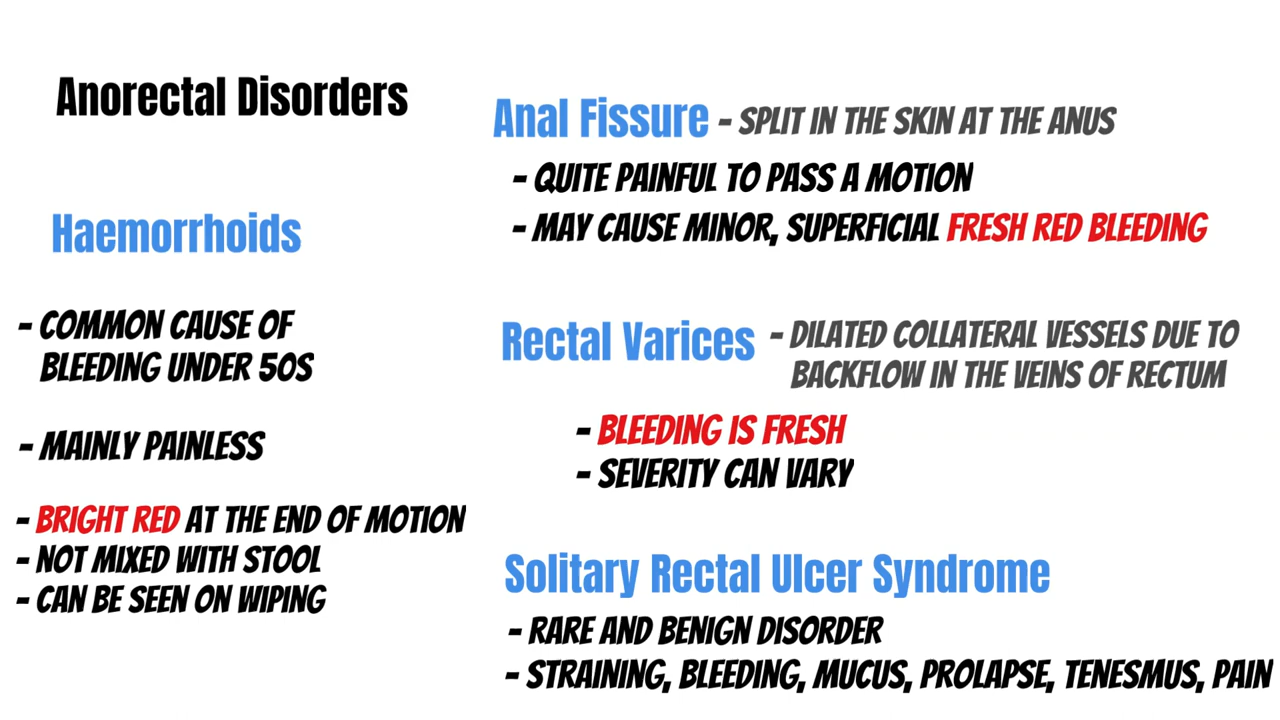 Anorectal Disorders
Haemorrhoids
- COMMON CAUSE OF
BLEEDING UNDER 50S
- MAINLY PAINLESS
- BRIGHT RED AT THE END OF MOTION
- NOT MIXED WITH STOOL
- CAN BE SEEN ON WIPING
Anal Fissure - SPLIT IN THE SKIN AT THE ANUS
- QUITE PAINFUL TO PASS A MOTION
- MAY CAUSE MINOR, SUPERFICIAL FRESH RED BLEEDING
Rectal Varices - DILATED COLLATERAL VESSELS DUE TO
BACKFLOW IN THE VEINS OF RECTUM
- BLEEDING IS FRESH
- SEVERITY CAN VARY
Solitary Rectal Ulcer Syndrome
- RARE AND BENIGN DISORDER
- STRAINING, BLEEDING, MUCUS, PROLAPSE, TENESMUS, PAIN